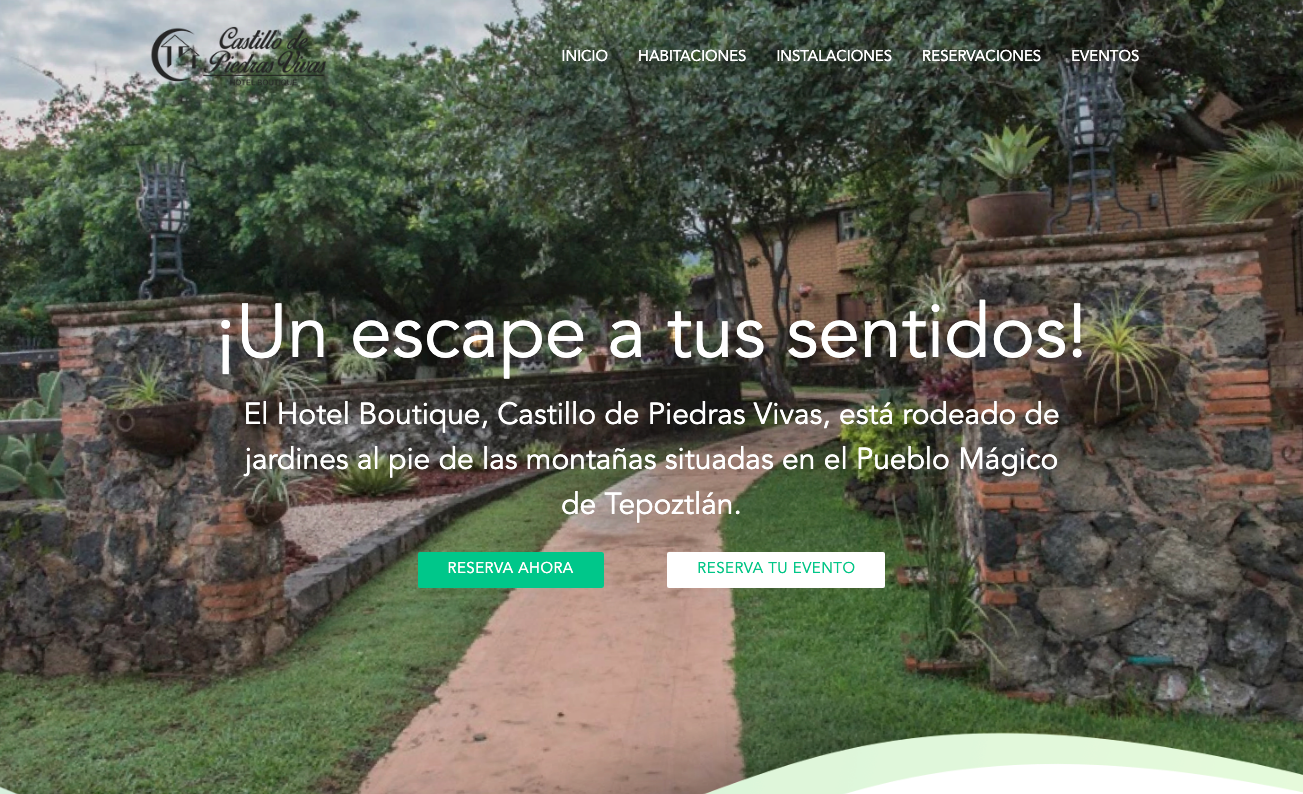 Castillo de
Piedras Vivas
HOTEL BOUTIQUE
INICIO HABITACIONES INSTALACIONES RESERVACIONES EVENTOS
¡Un escape a tus sentidos!
El Hotel Boutique, Castillo de Piedras Vivas, está rodeado de
jardines al pie de las montañas situadas en el Pueblo Mágico
de Tepoztlán.
RESERVA AHORA RESERVA TU EVENTO